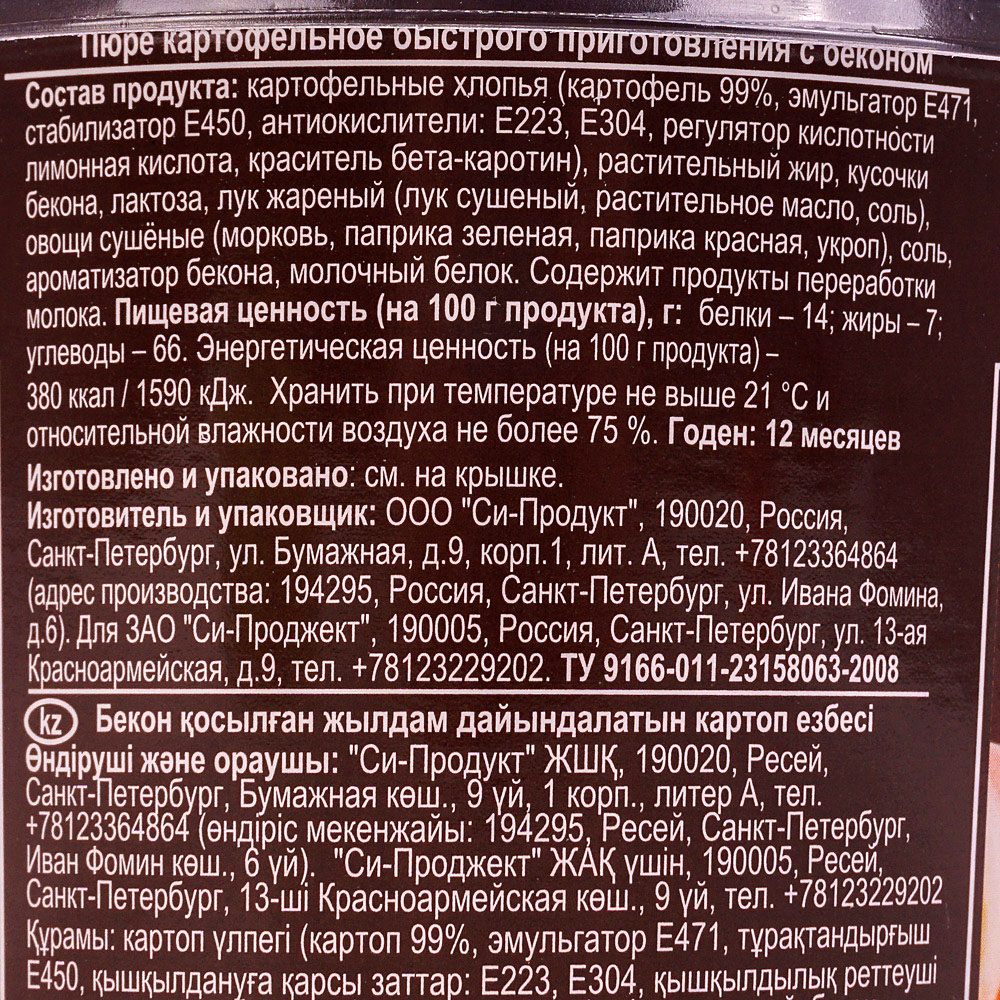 Пюре картофельное быстрого приготовления с беконом
Состав продукта: картофельные хлопья (картофель 99%, эмульгатор Е471,
стабилизатор Е450, антиокислители: Е223, Е304, регулятор кислотности
лимонная кислота, краситель бета-каротин), растительный жир, кусочки
бекона, лактоза, лук жареный (лук сушеный, растительное масло, соль),
овощи сушёные (морковь, паприка зеленая, паприка красная, укроп), соль,
ароматизатор бекона, молочный белок. Содержит продукты переработки
молока. Пищевая ценность (на 100 г продукта), г: белки – 14; жиры – 7;
углеводы – 66. Энергетическая ценность (на 100 г продукта) –
380 ккал / 1590 кДж. Хранить при температуре не выше 21 °С и
относительной влажности воздуха не более 75 %. Годен: 12 месяцев
Изготовлено и упаковано: см. на крышке.
Изготовитель и упаковщик: ООО "Си-Продукт", 190020, Россия,
Санкт-Петербург, ул. Бумажная, д.9, корп.1, лит. А, тел. +78123364864
(адрес производства: 194295, Россия, Санкт-Петербург, ул. Ивана Фомина,
д.6). Для ЗАО "Си-Проджект", 190005, Россия, Санкт-Петербург, ул. 13-ая
Красноармейская, д.9, тел. +78123229202. ТУ 9166-011-23158063-2008
kz Бекон қосылған жылдам дайындалатын картоп езбесі
Өндіруші және ораушы: "Си-Продукт" ЖШҚ, 190020, Ресей,
Санкт-Петербург, Бумажная көш., 9 үй, 1 корп., литер А, тел.
+78123364864 (өндіріс мекенжайы: 194295, Ресей, Санкт-Петербург,
Иван Фомин көш., 6 үй). "Си-Проджект" ЖАҚ үшін, 190005, Ресей,
Санкт-Петербург, 13-ші Красноармейская көш., 9 үй, тел. +78123229202
Құрамы: картоп үлпегі (картоп 99%, эмульгатор Е471, тұрақтандырғыш
Е450, қышқылдануға қарсы заттар: Е223, Е304, қышқылдылық реттеуші